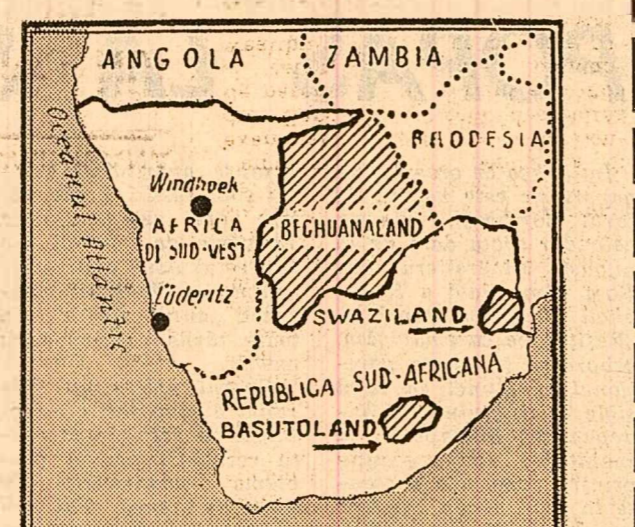 ANGOLA
ZAMBIA
RHODESIA
Oceanul Atlantic
Windhoek
AFRICA
DE SUD-VEST
BECHUANALAND
Lüderitz
SWAZILAND
REPUBLICA SUD-AFRICANĂ
BASUTOLAND